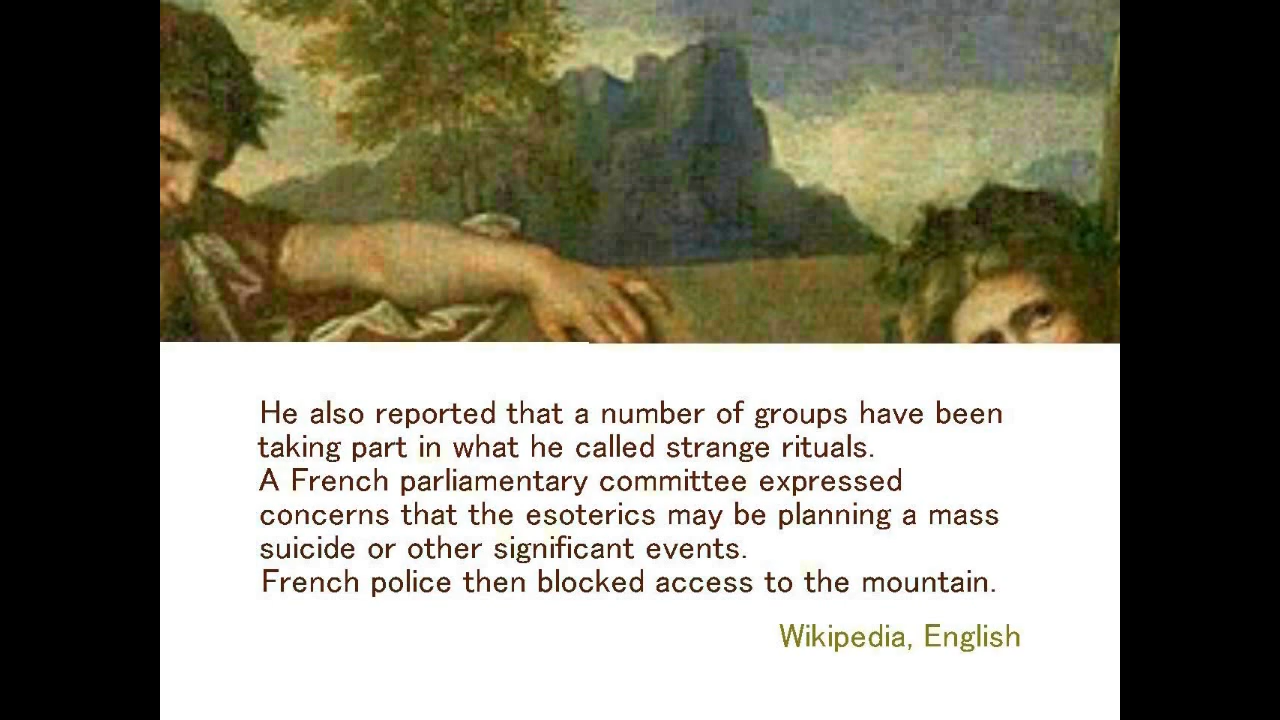 He also reported that a number of groups have been
taking part in what he called strange rituals.
A French parliamentary committee expressed
concerns that the esoterics may be planning a mass
suicide or other significant events.
French police then blocked access to the mountain.
Wikipedia, English